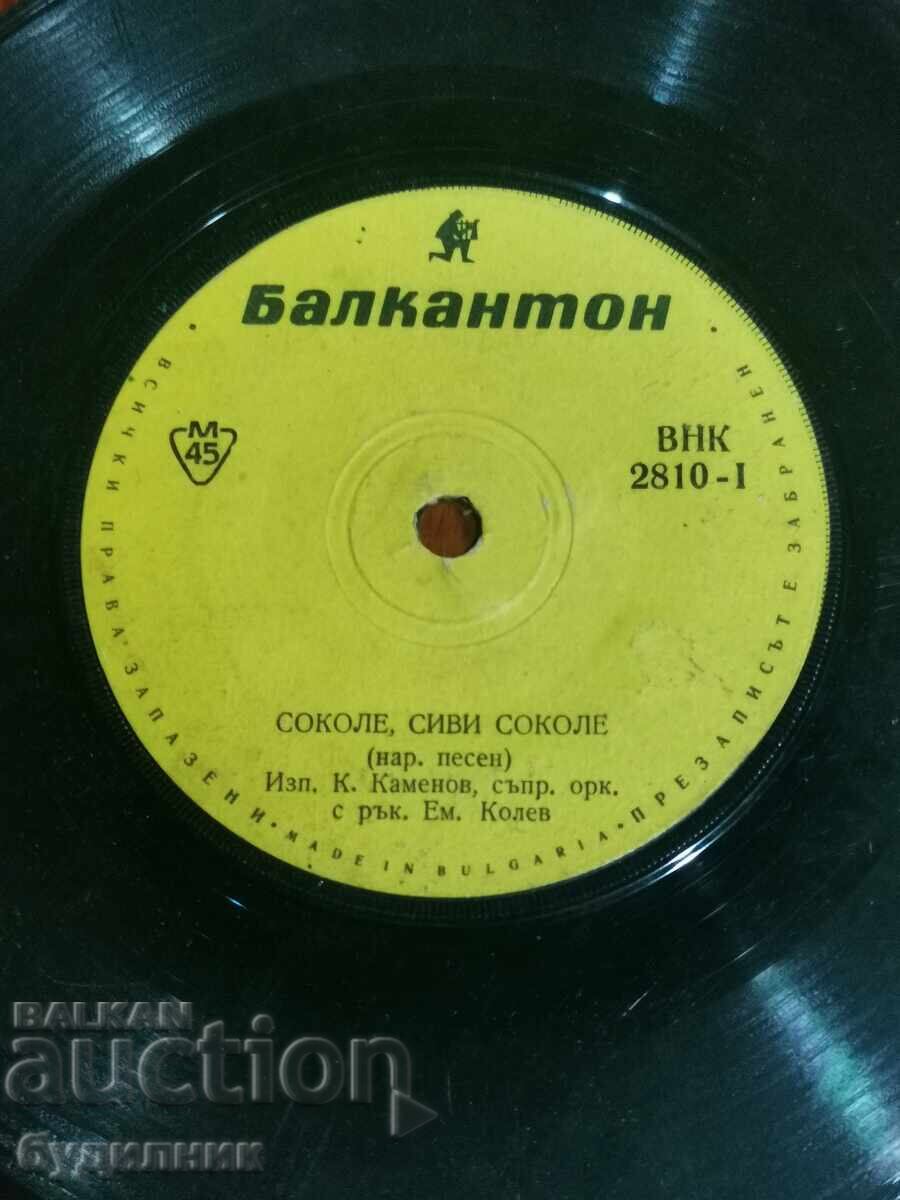 Балкантон
М
45
ВНК
2810-I
СОКОЛЕ, СИВИ СОКОЛЕ
(нар. песен)
Изп. К. Каменов, съпр. орк.
с рък. Ем. Колев
ВСИЧКИ ПРАВА ЗАПАЗЕНИ • MADE IN BULGARIA • ПРЕЗАПИСЪТ Е ЗАБРАНЕН
BALKAN
auction
будилник